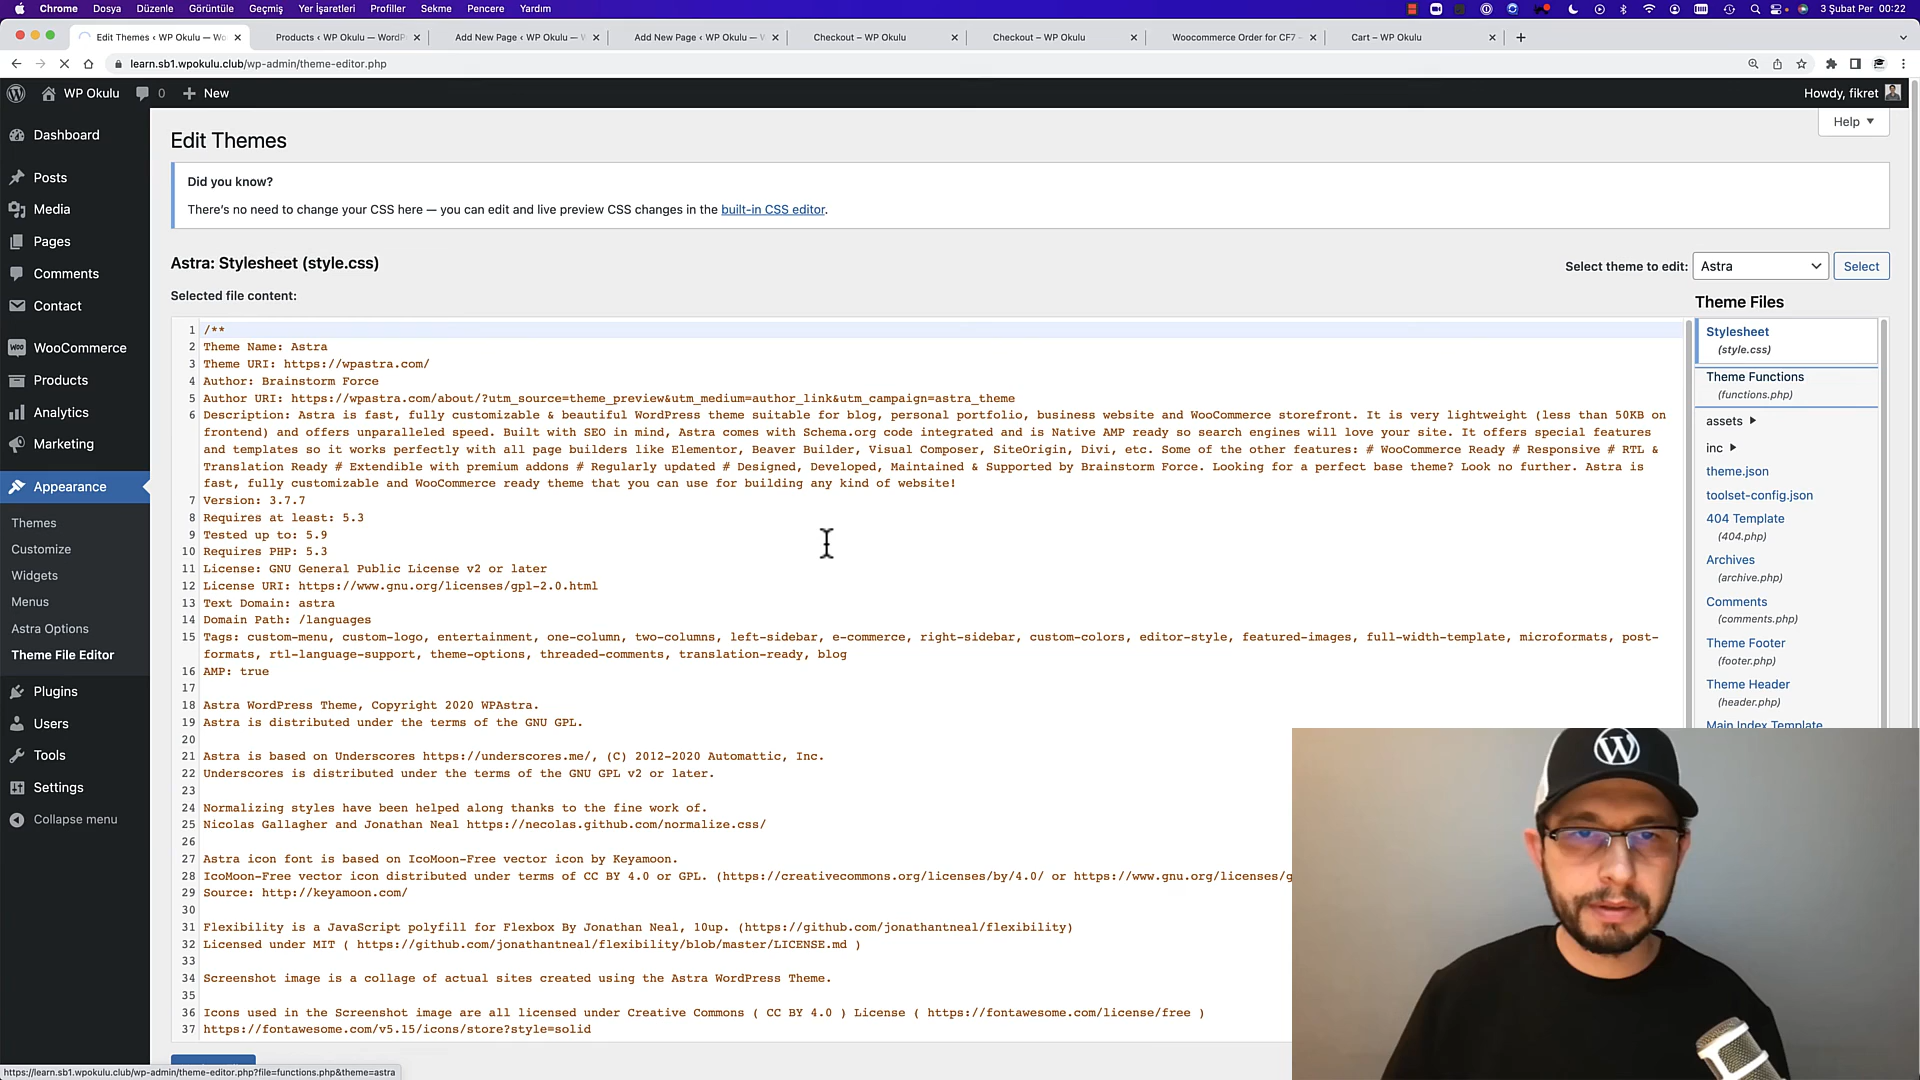 Chrome Dosya Düzenle Görüntüle Geçmiş Yer İşaretleri Profiller Sekme Pencere Yardım 3 Şubat Per 00:22
Edit Themes ‹ WP Okulu — Wo
Products ‹ WP Okulu — WordP
Add New Page ‹ WP Okulu — W
Add New Page ‹ WP Okulu — W
Checkout – WP Okulu
Checkout – WP Okulu
Woocommerce Order for CF7 –
Cart – WP Okulu
learn.sb1.wpokulu.club/wp-admin/theme-editor.php
WP Okulu 0 New Howdy, fikret
Dashboard
Posts
Media
Pages
Comments
Contact
WooCommerce
Products
Analytics
Marketing
Appearance
Themes
Customize
Widgets
Menus
Astra Options
Theme File Editor
Plugins
Users
Tools
Settings
Collapse menu
Help
Edit Themes
Did you know?
There’s no need to change your CSS here — you can edit and live preview CSS changes in the built-in CSS editor.
Astra: Stylesheet (style.css)
Select theme to edit: Astra Select
Selected file content:
1 /**
2 Theme Name: Astra
3 Theme URI: https://wpastra.com/
4 Author: Brainstorm Force
5 Author URI: https://wpastra.com/about/?utm_source=theme_preview&utm_medium=author_link&utm_campaign=astra_theme
6 Description: Astra is fast, fully customizable & beautiful WordPress theme suitable for blog, personal portfolio, business website and WooCommerce storefront. It is very lightweight (less than 50KB on
frontend) and offers unparalleled speed. Built with SEO in mind, Astra comes with Schema.org code integrated and is Native AMP ready so search engines will love your site. It offers special features
and templates so it works perfectly with all page builders like Elementor, Beaver Builder, Visual Composer, SiteOrigin, Divi, etc. Some of the other features: # WooCommerce Ready # Responsive # RTL &
Translation Ready # Extendible with premium addons # Regularly updated # Designed, Developed, Maintained & Supported by Brainstorm Force. Looking for a perfect base theme? Look no further. Astra is
fast, fully customizable and WooCommerce ready theme that you can use for building any kind of website!
7 Version: 3.7.7
8 Requires at least: 5.3
9 Tested up to: 5.9
10 Requires PHP: 5.3
11 License: GNU General Public License v2 or later
12 License URI: https://www.gnu.org/licenses/gpl-2.0.html
13 Text Domain: astra
14 Domain Path: /languages
15 Tags: custom-menu, custom-logo, entertainment, one-column, two-columns, left-sidebar, e-commerce, right-sidebar, custom-colors, editor-style, featured-images, full-width-template, microformats, post-
formats, rtl-language-support, theme-options, threaded-comments, translation-ready, blog
16 AMP: true
17
18 Astra WordPress Theme, Copyright 2020 WPAstra.
19 Astra is distributed under the terms of the GNU GPL.
20
21 Astra is based on Underscores https://underscores.me/, (C) 2012-2020 Automattic, Inc.
22 Underscores is distributed under the terms of the GNU GPL v2 or later.
23
24 Normalizing styles have been helped along thanks to the fine work of.
25 Nicolas Gallagher and Jonathan Neal https://necolas.github.com/normalize.css/
26
27 Astra icon font is based on IcoMoon-Free vector icon by Keyamoon.
28 IcoMoon-Free vector icon distributed under terms of CC BY 4.0 or GPL. (https://creativecommons.org/licenses/by/4.0/ or https://www.gnu.org/licenses/g
29 Source: http://keyamoon.com/
30
31 Flexibility is a JavaScript polyfill for Flexbox By Jonathan Neal, 10up. (https://github.com/jonathantneal/flexibility)
32 Licensed under MIT ( https://github.com/jonathantneal/flexibility/blob/master/LICENSE.md )
33
34 Screenshot image is a collage of actual sites created using the Astra WordPress Theme.
35
36 Icons used in the Screenshot image are all licensed under Creative Commons ( CC BY 4.0 ) License ( https://fontawesome.com/license/free )
37 https://fontawesome.com/v5.15/icons/store?style=solid
Theme Files
Stylesheet
(style.css)
Theme Functions
(functions.php)
assets
inc
theme.json
toolset-config.json
404 Template
(404.php)
Archives
(archive.php)
Comments
(comments.php)
Theme Footer
(footer.php)
Theme Header
(header.php)
Main Index Template
https://learn.sb1.wpokulu.club/wp-admin/theme-editor.php?file=functions.php&theme=astra